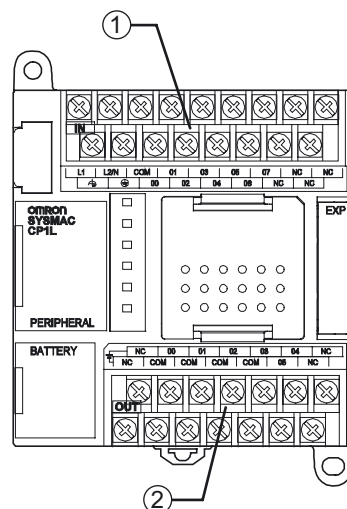 1
IN
L1 L2/N COM 01 03 05 07 NC NC
00 02 04 06 NC NC
OMRON
SYSMAC
CP1L
EXP
PERIPHERAL
BATTERY
NC 00 01 02 03 04 NC
NC COM COM COM COM 05 NC
OUT
2